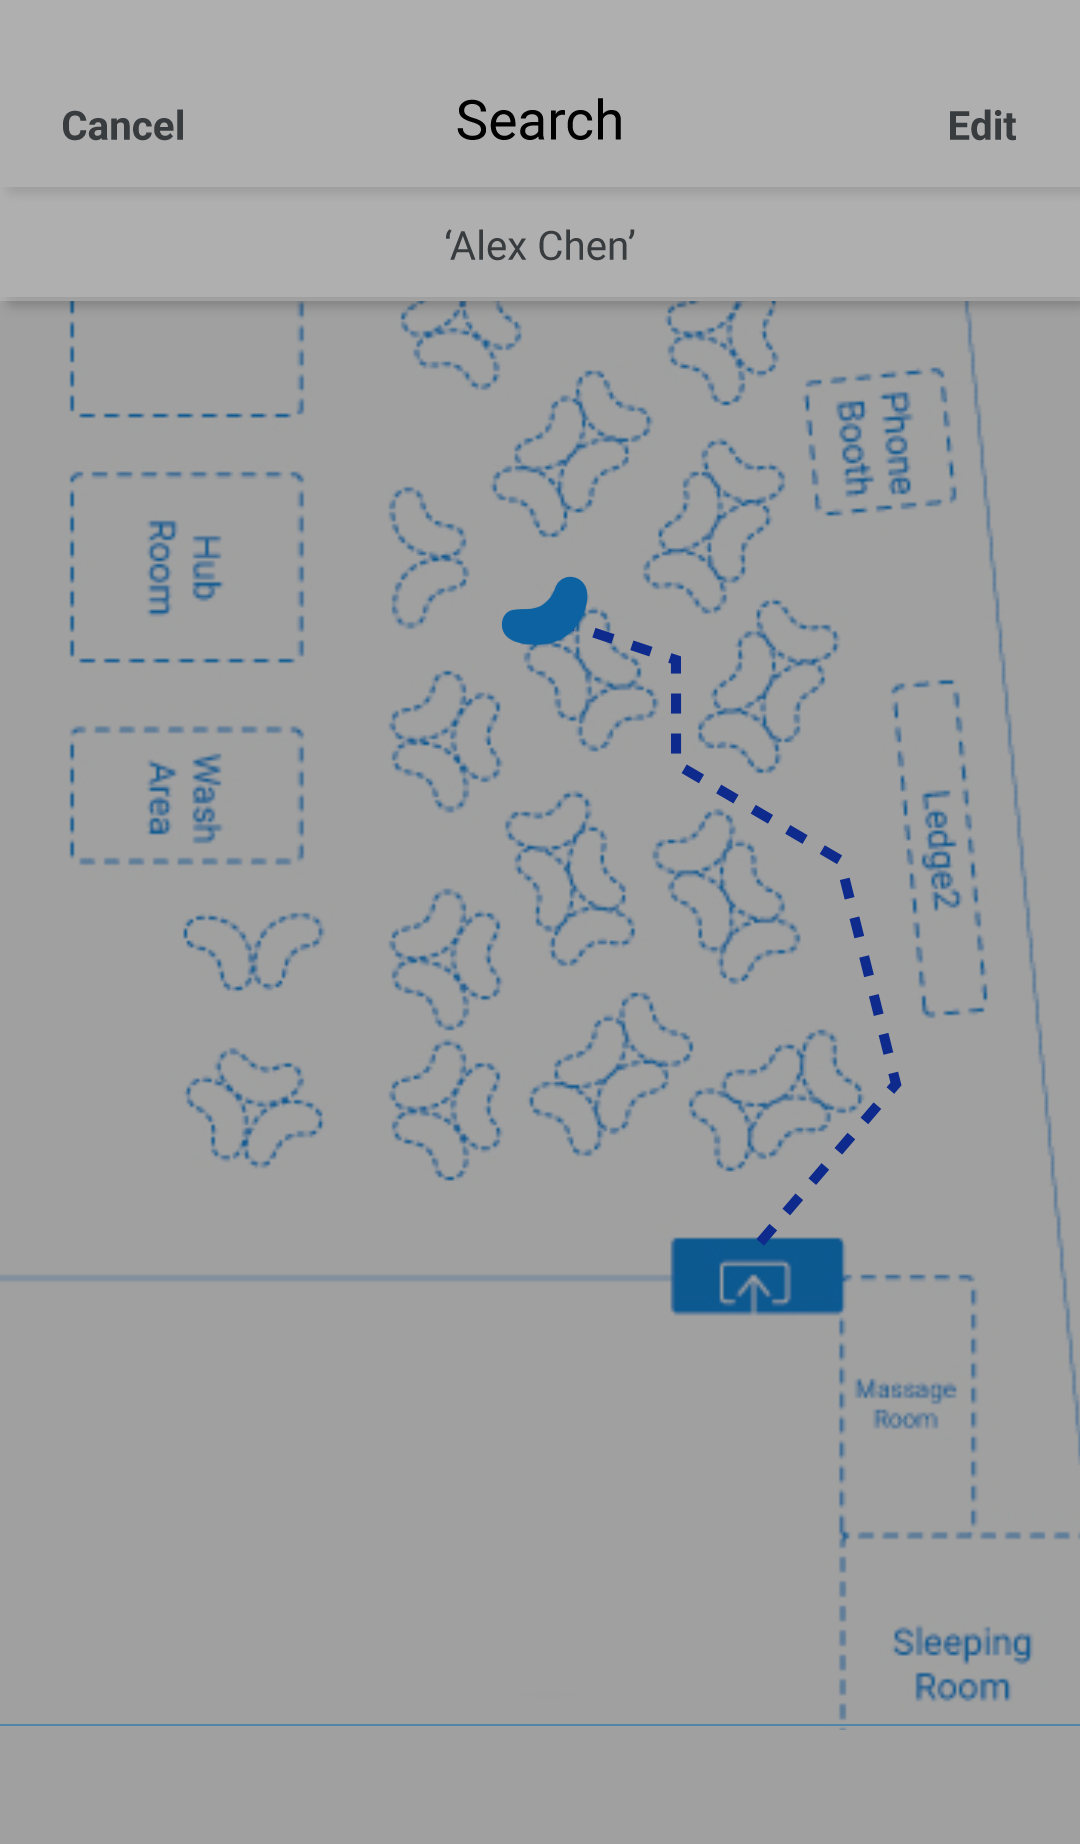 Cancel
Search
Edit
‘Alex Chen’
Phone
Booth
Hub
Room
Wash
Area
Ledge2
Massage
Room
Sleeping
Room